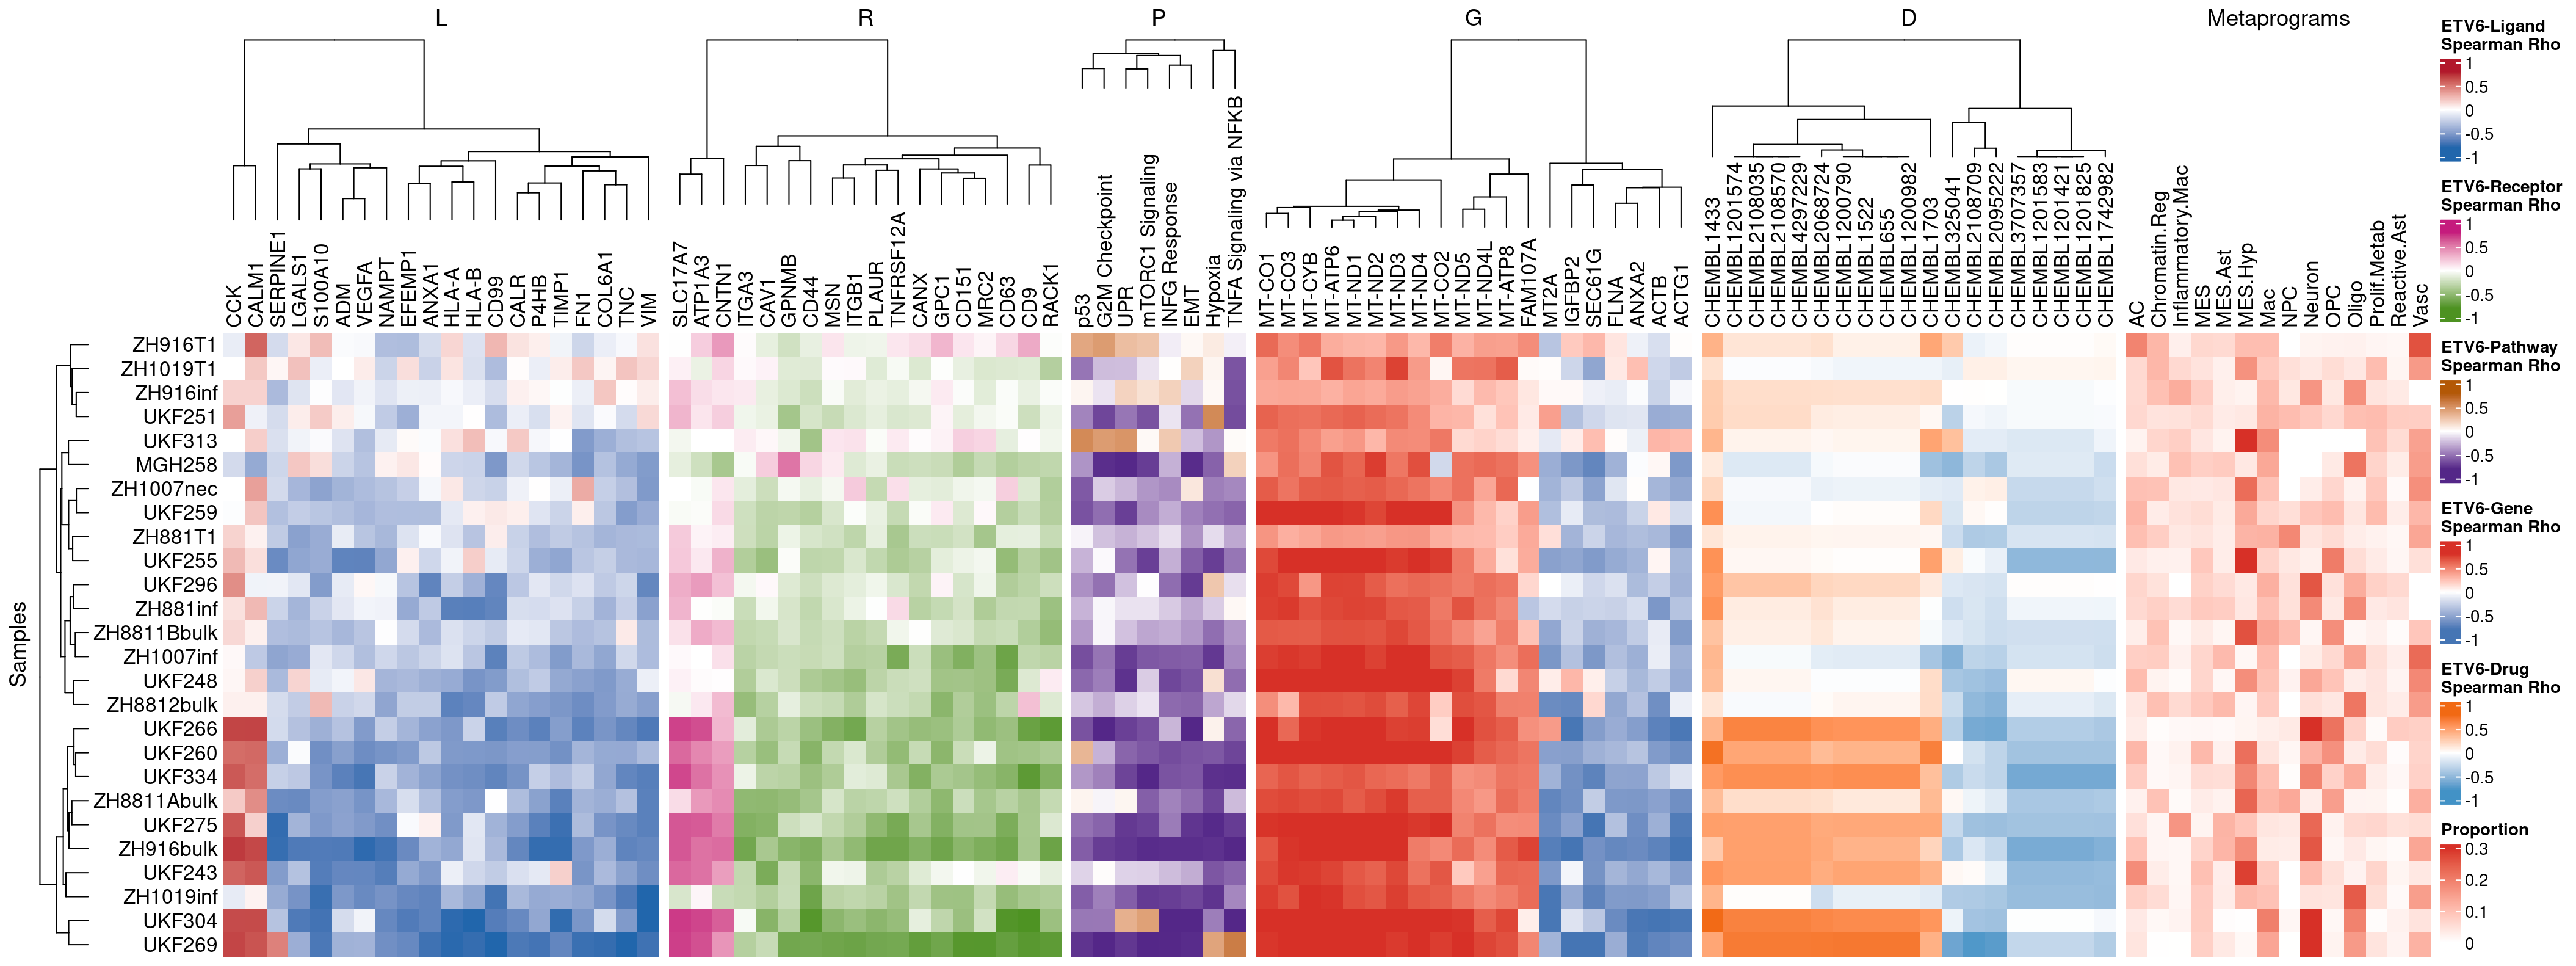 L
R
P
G
D
Metaprograms
CCK
CALM1
SERPINE1
LGALS1
S100A10
ADM
VEGFA
NAMPT
EFEMP1
ANXA1
HLA-A
HLA-B
CD99
CALR
P4HB
TIMP1
FN1
COL6A1
TNC
VIM
SLC17A7
ATP1A3
CNTN1
ITGA3
CAV1
GPNMB
CD44
MSN
ITGB1
PLAUR
TNFRSF12A
CANX
GPC1
CD151
MRC2
CD63
CD9
RACK1
p53
G2M Checkpoint
UPR
mTORC1 Signaling
INFG Response
EMT
Hypoxia
TNFA Signaling via NFKB
MT-CO1
MT-CO3
MT-CYB
MT-ATP6
MT-ND1
MT-ND2
MT-ND3
MT-ND4
MT-CO2
MT-ND5
MT-ND4L
MT-ATP8
FAM107A
MT2A
IGFBP2
SEC61G
FLNA
ANXA2
ACTB
ACTG1
CHEMBL1433
CHEMBL1201574
CHEMBL2108035
CHEMBL2108570
CHEMBL4297229
CHEMBL2068724
CHEMBL1200790
CHEMBL1522
CHEMBL655
CHEMBL1200982
CHEMBL1703
CHEMBL325041
CHEMBL2108709
CHEMBL2095222
CHEMBL3707357
CHEMBL1201583
CHEMBL1201421
CHEMBL1201825
CHEMBL1742982
AC
Chromatin.Reg
Inflammatory.Mac
MES
MES.Ast
MES.Hyp
Mac
NPC
Neuron
OPC
Oligo
Prolif.Metab
Reactive.Ast
Vasc
Samples
ZH916T1
ZH1019T1
ZH916inf
UKF251
UKF313
MGH258
ZH1007nec
UKF259
ZH881T1
UKF255
UKF296
ZH881inf
ZH8811Bbulk
ZH1007inf
UKF248
ZH8812bulk
UKF266
UKF260
UKF334
ZH8811Abulk
UKF275
ZH916bulk
UKF243
ZH1019inf
UKF304
UKF269
ETV6-Ligand
Spearman Rho
1
0.5
0
-0.5
-1
ETV6-Receptor
Spearman Rho
1
0.5
0
-0.5
-1
ETV6-Pathway
Spearman Rho
1
0.5
0
-0.5
-1
ETV6-Gene
Spearman Rho
1
0.5
0
-0.5
-1
ETV6-Drug
Spearman Rho
1
0.5
0
-0.5
-1
Proportion
0.3
0.2
0.1
0